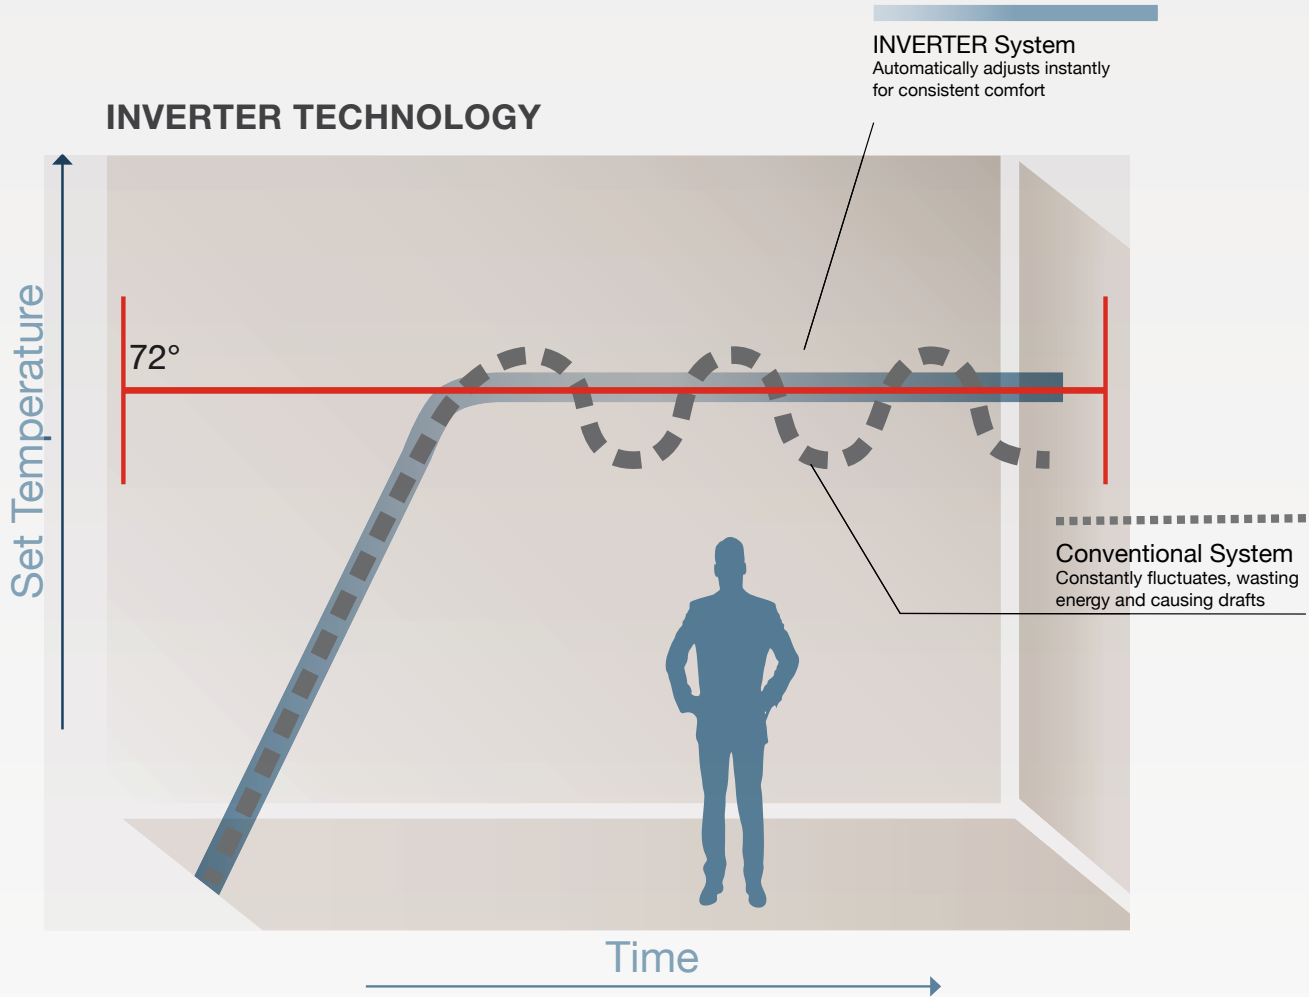 INVERTER System
Automatically adjusts instantly
for consistent comfort
INVERTER TECHNOLOGY
72°
Set Temperature
Conventional System
Constantly fluctuates, wasting
energy and causing drafts
Time